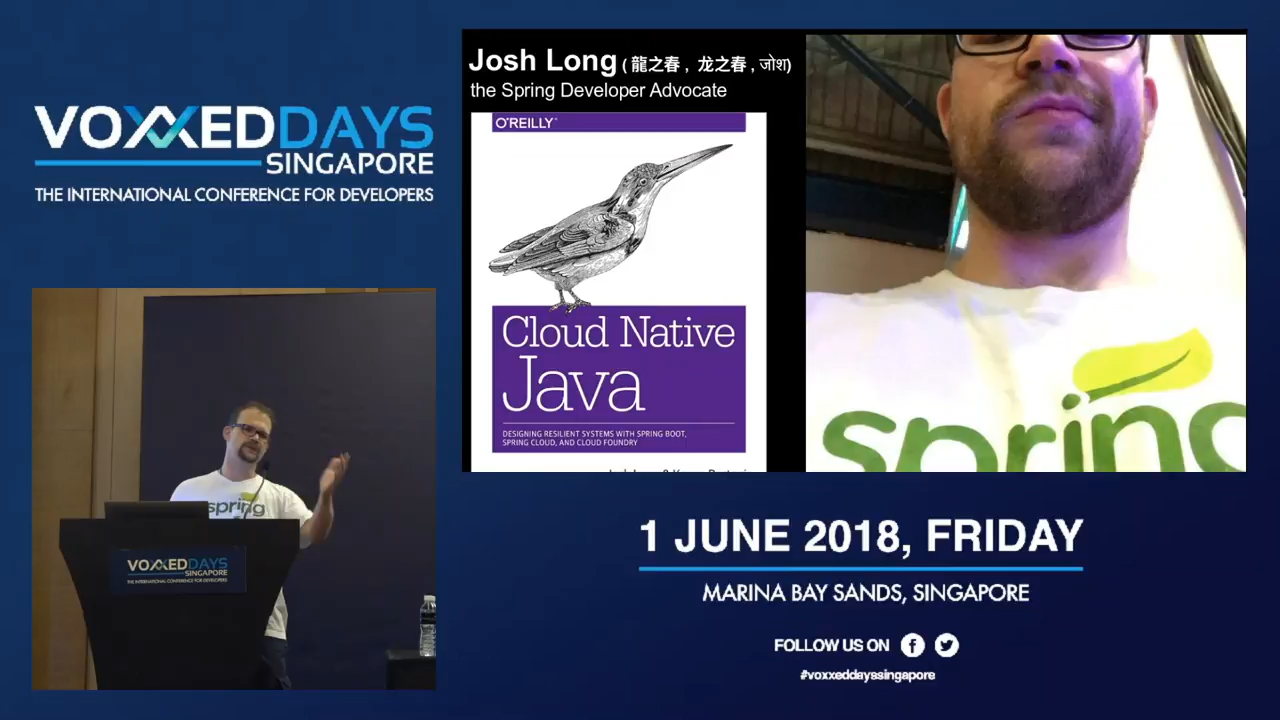 VOXXEDDAYS
SINGAPORE
THE INTERNATIONAL CONFERENCE FOR DEVELOPERS
Josh Long (龍之春, 龙之春, जोश)
the Spring Developer Advocate
O'REILLY
Cloud Native
Java
DESIGNING RESILIENT SYSTEMS WITH SPRING BOOT,
SPRING CLOUD, AND CLOUD FOUNDRY
spring
spring
VOXXEDDAYS
SINGAPORE
THE INTERNATIONAL CONFERENCE FOR DEVELOPERS
1 JUNE 2018, FRIDAY
MARINA BAY SANDS, SINGAPORE
FOLLOW US ON
#voxxeddayssingapore